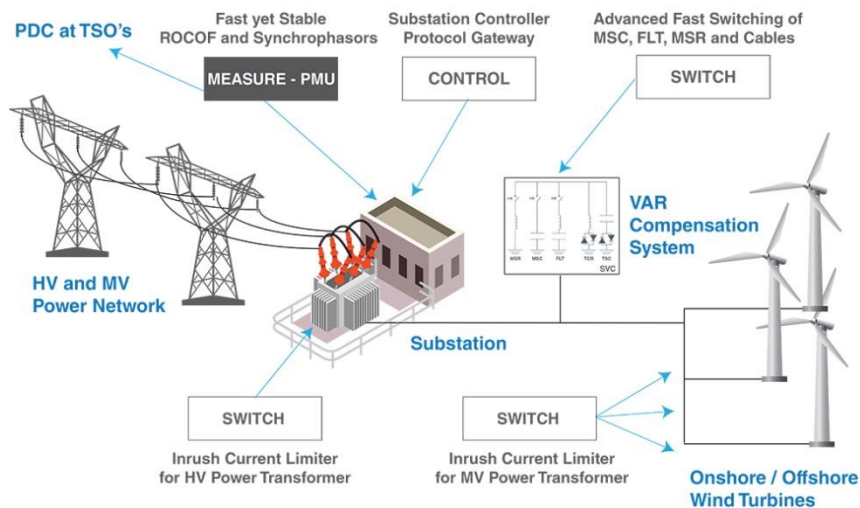 PDC at TSO's
Fast yet Stable
ROCOF and Synchrophasors
MEASURE - PMU
Substation Controller
Protocol Gateway
CONTROL
Advanced Fast Switching of
MSC, FLT, MSR and Cables
SWITCH
HV and MV
Power Network
VAR
Compensation
System
MSR
MSC
FLT
TCR
TSC
SVC
Substation
SWITCH
Inrush Current Limiter
for HV Power Transformer
SWITCH
Inrush Current Limiter
for MV Power Transformer
Onshore / Offshore
Wind Turbines